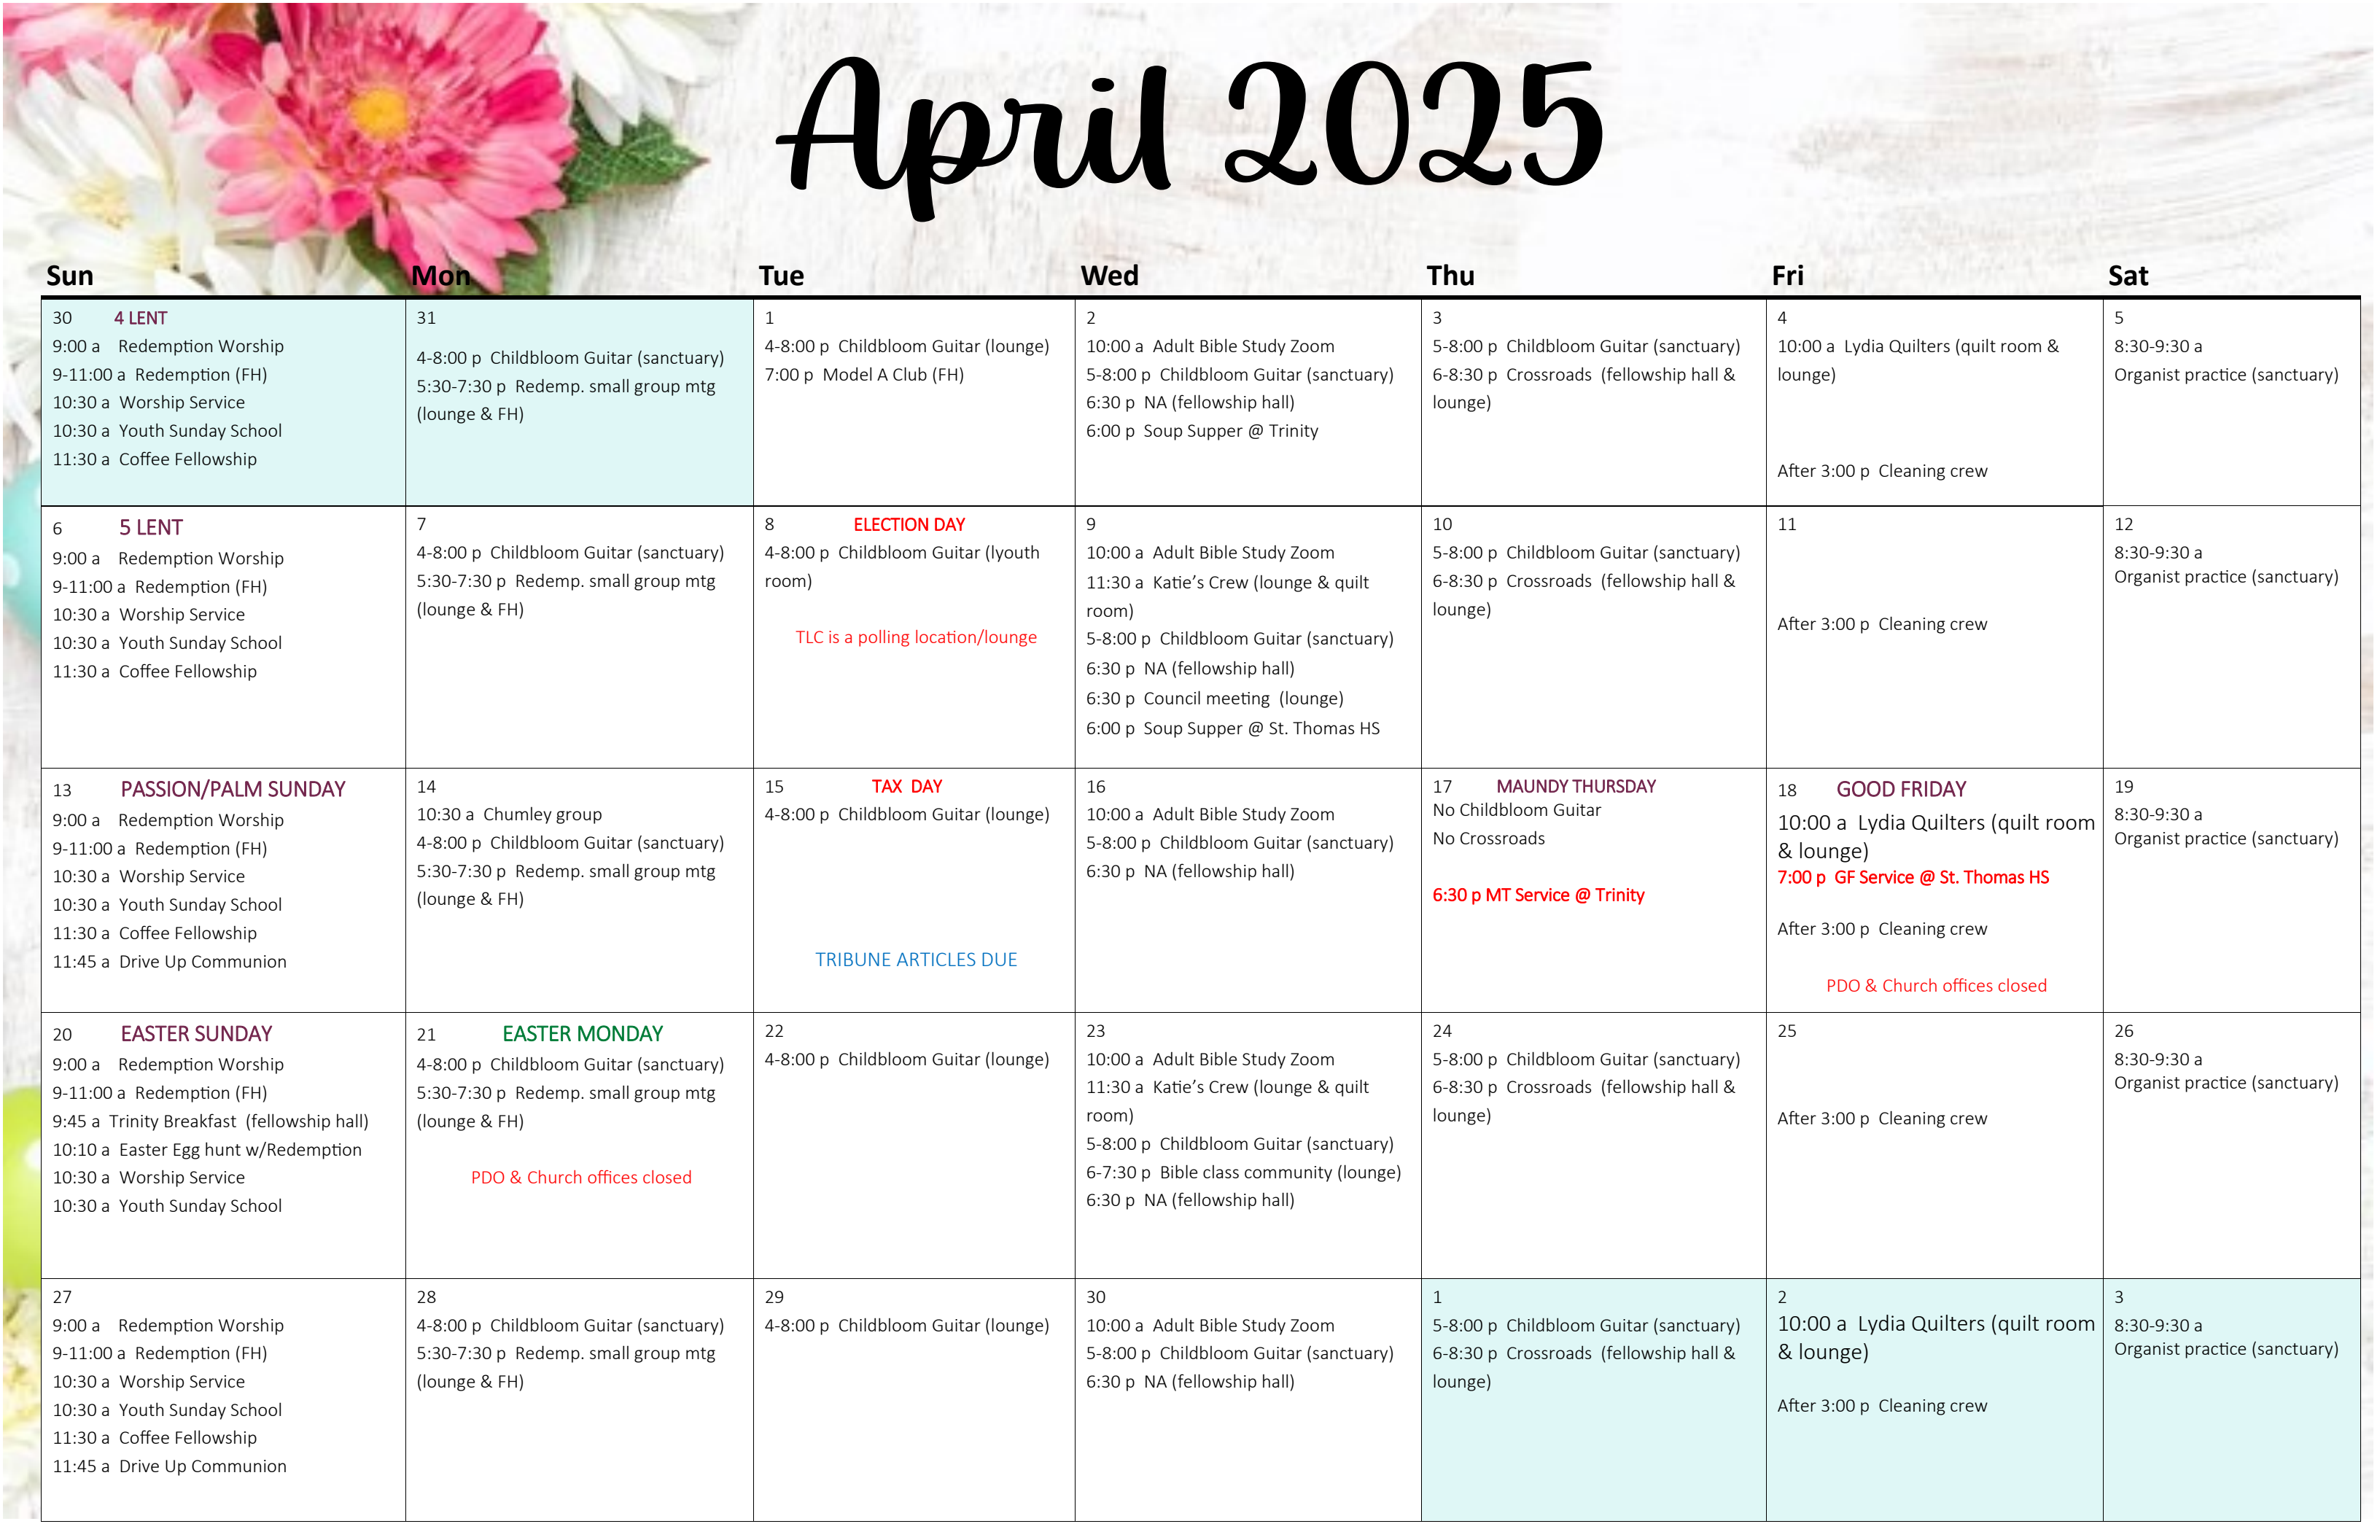 April 2025
Sun Mon Tue Wed Thu Fri Sat
30 4 LENT
9:00 a Redemption Worship
9-11:00 a Redemption (FH)
10:30 a Worship Service
10:30 a Youth Sunday School
11:30 a Coffee Fellowship
31
4-8:00 p Childbloom Guitar (sanctuary)
5:30-7:30 p Redemp. small group mtg
(lounge & FH)
1
4-8:00 p Childbloom Guitar (lounge)
7:00 p Model A Club (FH)
2
10:00 a Adult Bible Study Zoom
5-8:00 p Childbloom Guitar (sanctuary)
6:30 p NA (fellowship hall)
6:00 p Soup Supper @ Trinity
3
5-8:00 p Childbloom Guitar (sanctuary)
6-8:30 p Crossroads (fellowship hall &
lounge)
4
10:00 a Lydia Quilters (quilt room &
lounge)
After 3:00 p Cleaning crew
5
8:30-9:30 a
Organist practice (sanctuary)
6 5 LENT
9:00 a Redemption Worship
9-11:00 a Redemption (FH)
10:30 a Worship Service
10:30 a Youth Sunday School
11:30 a Coffee Fellowship
7
4-8:00 p Childbloom Guitar (sanctuary)
5:30-7:30 p Redemp. small group mtg
(lounge & FH)
8 ELECTION DAY
4-8:00 p Childbloom Guitar (lyouth
room)
TLC is a polling location/lounge
9
10:00 a Adult Bible Study Zoom
11:30 a Katie's Crew (lounge & quilt
room)
5-8:00 p Childbloom Guitar (sanctuary)
6:30 p NA (fellowship hall)
6:30 p Council meeting (lounge)
6:00 p Soup Supper @ St. Thomas HS
10
5-8:00 p Childbloom Guitar (sanctuary)
6-8:30 p Crossroads (fellowship hall &
lounge)
11
After 3:00 p Cleaning crew
12
8:30-9:30 a
Organist practice (sanctuary)
13 PASSION/PALM SUNDAY
9:00 a Redemption Worship
9-11:00 a Redemption (FH)
10:30 a Worship Service
10:30 a Youth Sunday School
11:30 a Coffee Fellowship
11:45 a Drive Up Communion
14
10:30 a Chumley group
4-8:00 p Childbloom Guitar (sanctuary)
5:30-7:30 p Redemp. small group mtg
(lounge & FH)
15 TAX DAY
4-8:00 p Childbloom Guitar (lounge)
TRIBUNE ARTICLES DUE
16
10:00 a Adult Bible Study Zoom
5-8:00 p Childbloom Guitar (sanctuary)
6:30 p NA (fellowship hall)
17 MAUNDY THURSDAY
No Childbloom Guitar
No Crossroads
6:30 p MT Service @ Trinity
18 GOOD FRIDAY
10:00 a Lydia Quilters (quilt room
& lounge)
7:00 p GF Service @ St. Thomas HS
After 3:00 p Cleaning crew
PDO & Church offices closed
19
8:30-9:30 a
Organist practice (sanctuary)
20 EASTER SUNDAY
9:00 a Redemption Worship
9-11:00 a Redemption (FH)
9:45 a Trinity Breakfast (fellowship hall)
10:10 a Easter Egg hunt w/Redemption
10:30 a Worship Service
10:30 a Youth Sunday School
21 EASTER MONDAY
4-8:00 p Childbloom Guitar (sanctuary)
5:30-7:30 p Redemp. small group mtg
(lounge & FH)
PDO & Church offices closed
22
4-8:00 p Childbloom Guitar (lounge)
23
10:00 a Adult Bible Study Zoom
11:30 a Katie's Crew (lounge & quilt
room)
5-8:00 p Childbloom Guitar (sanctuary)
6-7:30 p Bible class community (lounge)
6:30 p NA (fellowship hall)
24
5-8:00 p Childbloom Guitar (sanctuary)
6-8:30 p Crossroads (fellowship hall &
lounge)
25
After 3:00 p Cleaning crew
26
8:30-9:30 a
Organist practice (sanctuary)
27
9:00 a Redemption Worship
9-11:00 a Redemption (FH)
10:30 a Worship Service
10:30 a Youth Sunday School
11:30 a Coffee Fellowship
11:45 a Drive Up Communion
28
4-8:00 p Childbloom Guitar (sanctuary)
5:30-7:30 p Redemp. small group mtg
(lounge & FH)
29
4-8:00 p Childbloom Guitar (lounge)
30
10:00 a Adult Bible Study Zoom
5-8:00 p Childbloom Guitar (sanctuary)
6:30 p NA (fellowship hall)
1
5-8:00 p Childbloom Guitar (sanctuary)
6-8:30 p Crossroads (fellowship hall &
lounge)
2
10:00 a Lydia Quilters (quilt room
& lounge)
After 3:00 p Cleaning crew
3
8:30-9:30 a
Organist practice (sanctuary)